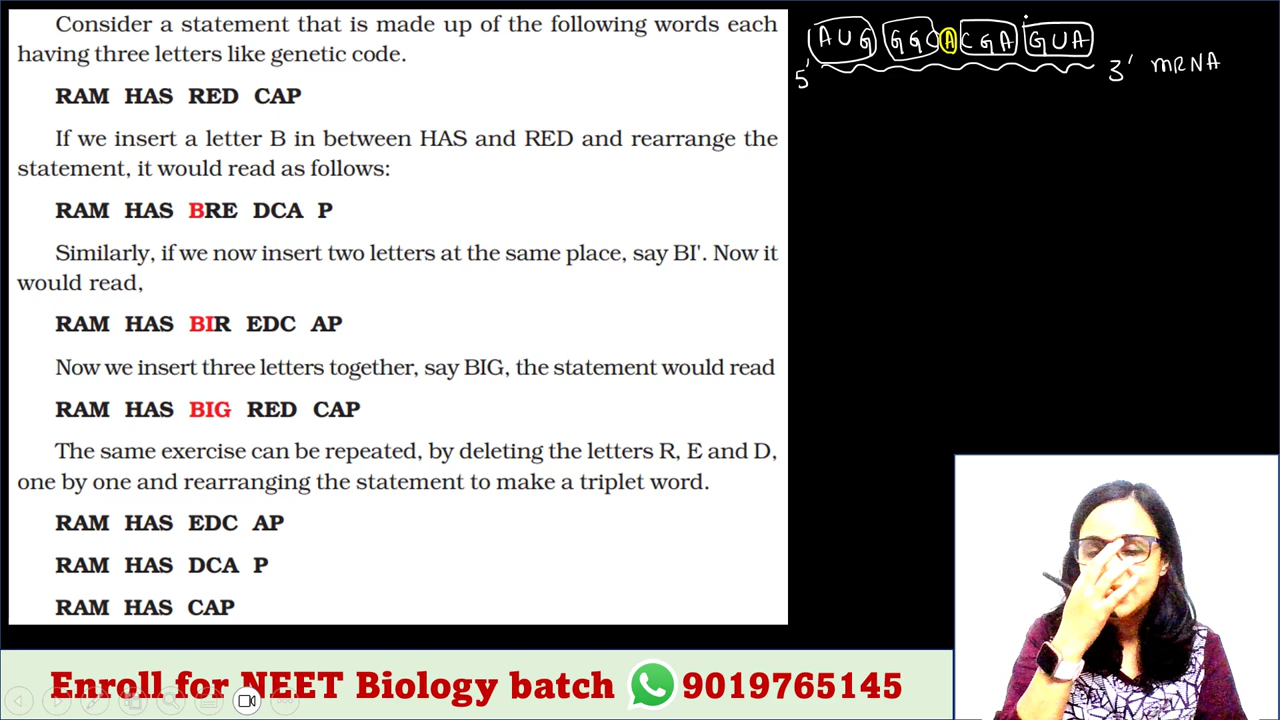 Consider a statement that is made up of the following words each
having three letters like genetic code.
RAM HAS RED CAP
If we insert a letter B in between HAS and RED and rearrange the
statement, it would read as follows:
RAM HAS BRE DCA P
Similarly, if we now insert two letters at the same place, say BI'. Now it
would read,
RAM HAS BIR EDC AP
Now we insert three letters together, say BIG, the statement would read
RAM HAS BIG RED CAP
The same exercise can be repeated, by deleting the letters R, E and D,
one by one and rearranging the statement to make a triplet word.
RAM HAS EDC AP
RAM HAS DCA P
RAM HAS CAP
AUG GGC A CGA GUA
5' 3' mRNA
Enroll for NEET Biology batch 9019765145